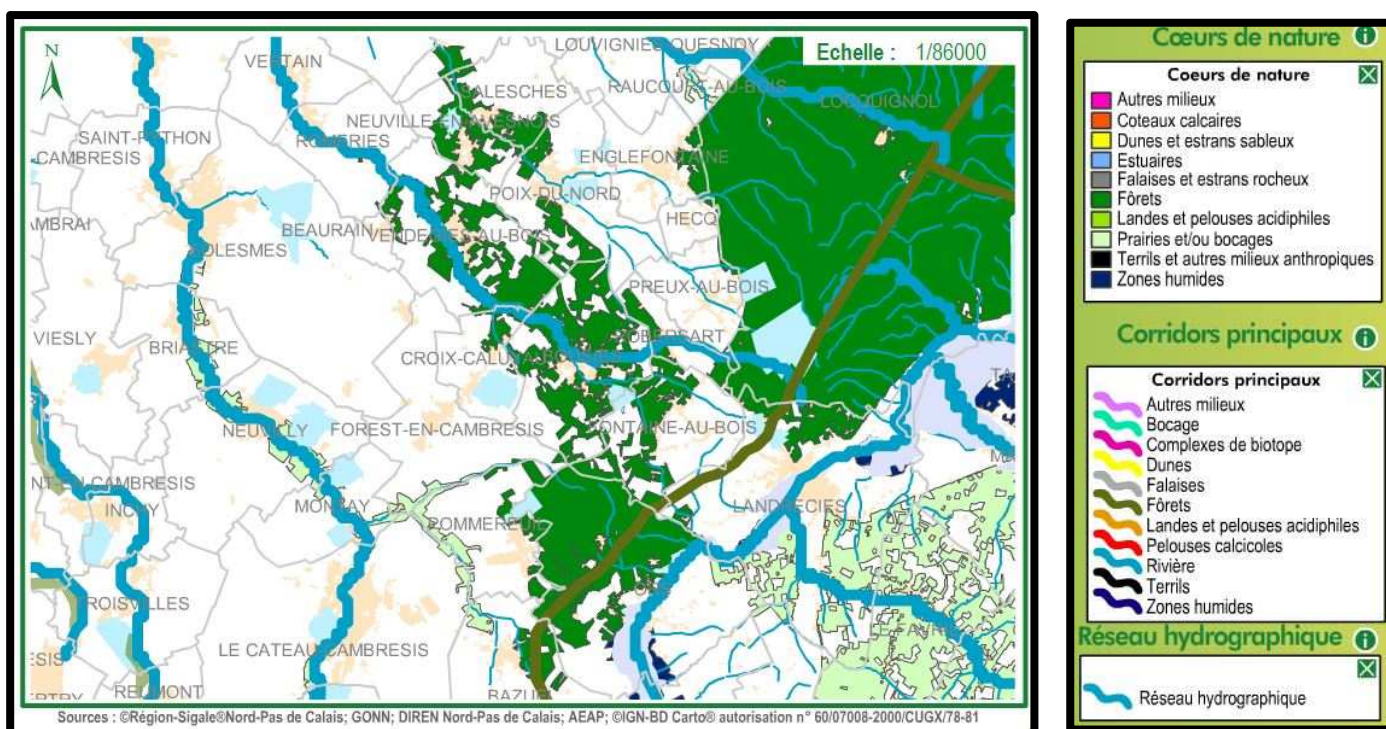 N
Echelle : 1/86000
LOUVIGNIES-QUESNOY
VERTAIN
SALESCHES
RAUCOURT-AU-BOIS
LOCQUIGNOL
NEUVILLE-EN-AVESNOIS
SAINT-PYTHON
ROMERIES
CAMBRESIS
ENGLEFONTAINE
POIX-DU-NORD
HECQ
BEAURAIN
VENDEGIES-AU-BOIS
SOLESMES
PREUX-AU-BOIS
VIESLY
BRIASTRE
ROBERSART
NEUVILLY
FOREST-EN-CAMBRESIS
FONTAINE-AU-BOIS
CAMBRESIS
INCHY
MONTAY
LANDRECIES
POMMEREUIL
TROISVILLES
LE CATEAU-CAMBRESIS
REUMONT
Sources : ©Région-Sigale®Nord-Pas de Calais; GONN; DIREN Nord-Pas de Calais; AEAP; ©IGN-BD Carto® autorisation n° 60/07008-2000/CUGX/78-81
Cœurs de nature
Coeurs de nature
Autres milieux
Coteaux calcaires
Dunes et estrans sableux
Estuaires
Falaises et estrans rocheux
Fôrets
Landes et pelouses acidiphiles
Prairies et/ou bocages
Terrils et autres milieux anthropiques
Zones humides
Corridors principaux
Corridors principaux
Autres milieux
Bocage
Complexes de biotope
Dunes
Falaises
Fôrets
Landes et pelouses acidiphiles
Pelouses calcicoles
Rivière
Terrils
Zones humides
Réseau hydrographique
Réseau hydrographique